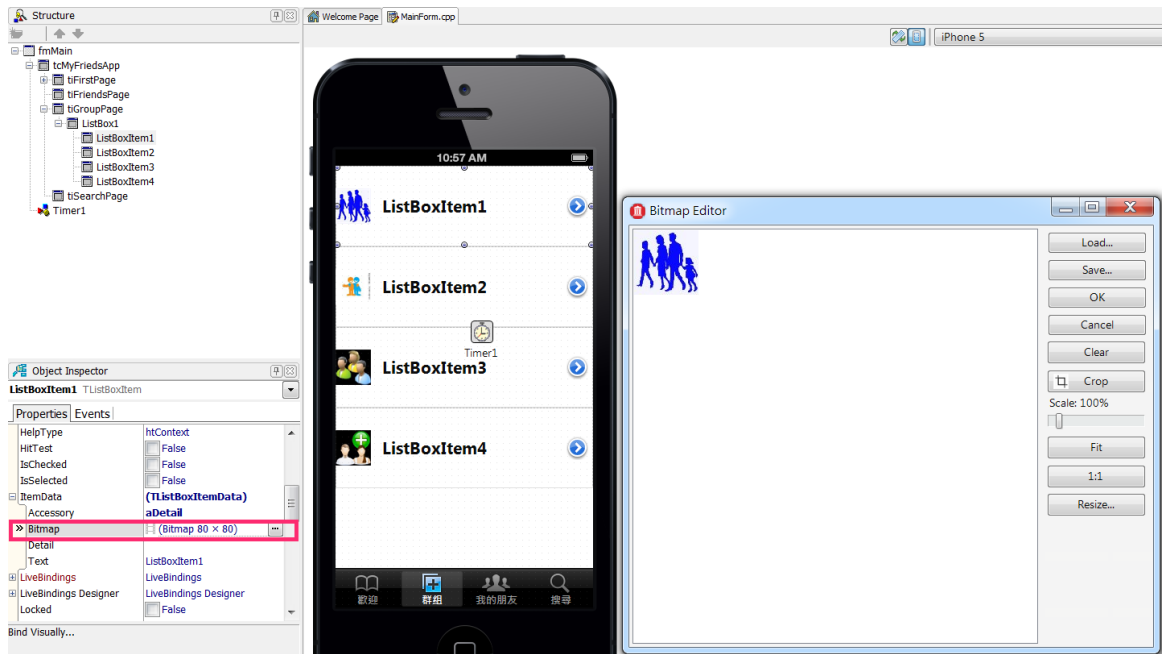 Structure
Welcome Page
MainForm.cpp
iPhone 5
fmMain
tcMyFriedsApp
tiFirstPage
tiFriendsPage
tiGroupPage
ListBox1
ListBoxItem1
ListBoxItem2
ListBoxItem3
ListBoxItem4
tiSearchPage
Timer1
Object Inspector
ListBoxItem1 TListBoxItem
Properties Events
HelpType htContext
HitTest False
IsChecked False
IsSelected False
ItemData (TListBoxItemData)
Accessory aDetail
Bitmap (Bitmap 80 × 80) ...
Detail
Text ListBoxItem1
LiveBindings LiveBindings
LiveBindings Designer LiveBindings Designer
Locked False
Bind Visually...
10:57 AM
ListBoxItem1
ListBoxItem2
Timer1
ListBoxItem3
ListBoxItem4
歡迎 群組 我的朋友 搜尋
Bitmap Editor
Load...
Save...
OK
Cancel
Clear
Crop
Scale: 100%
Fit
1:1
Resize...